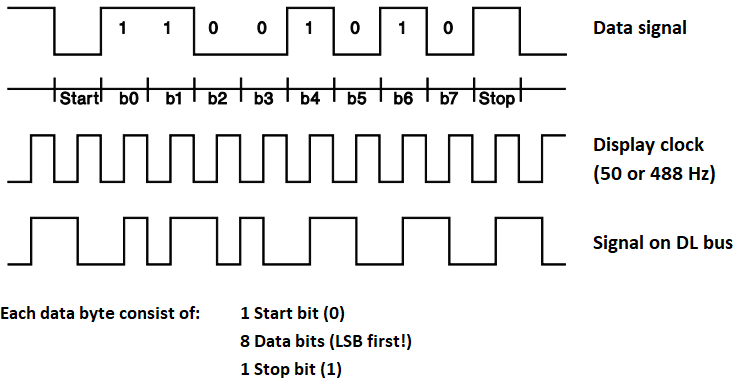 1 1 0 0 1 0 1 0 Data signal
Start b0 b1 b2 b3 b4 b5 b6 b7 Stop
Display clock
(50 or 488 Hz)
Signal on DL bus
Each data byte consist of: 1 Start bit (0)
8 Data bits (LSB first!)
1 Stop bit (1)